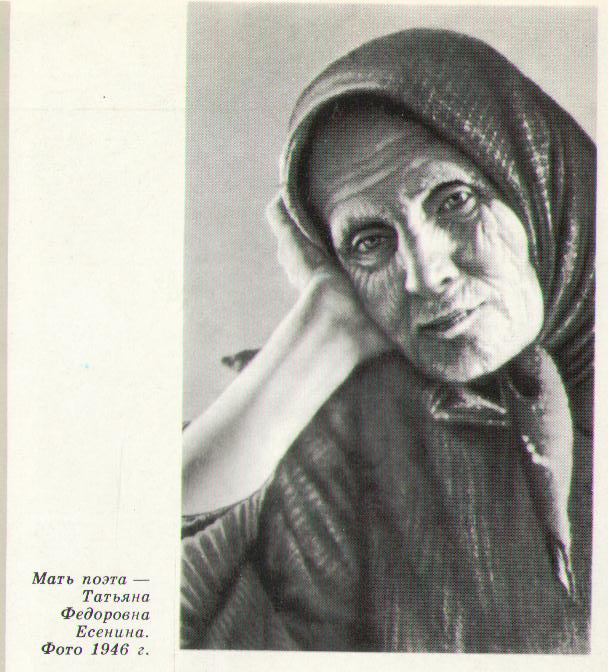 Мать поэта —
Татьяна
Федоровна
Есенина.
Фото 1946 г.